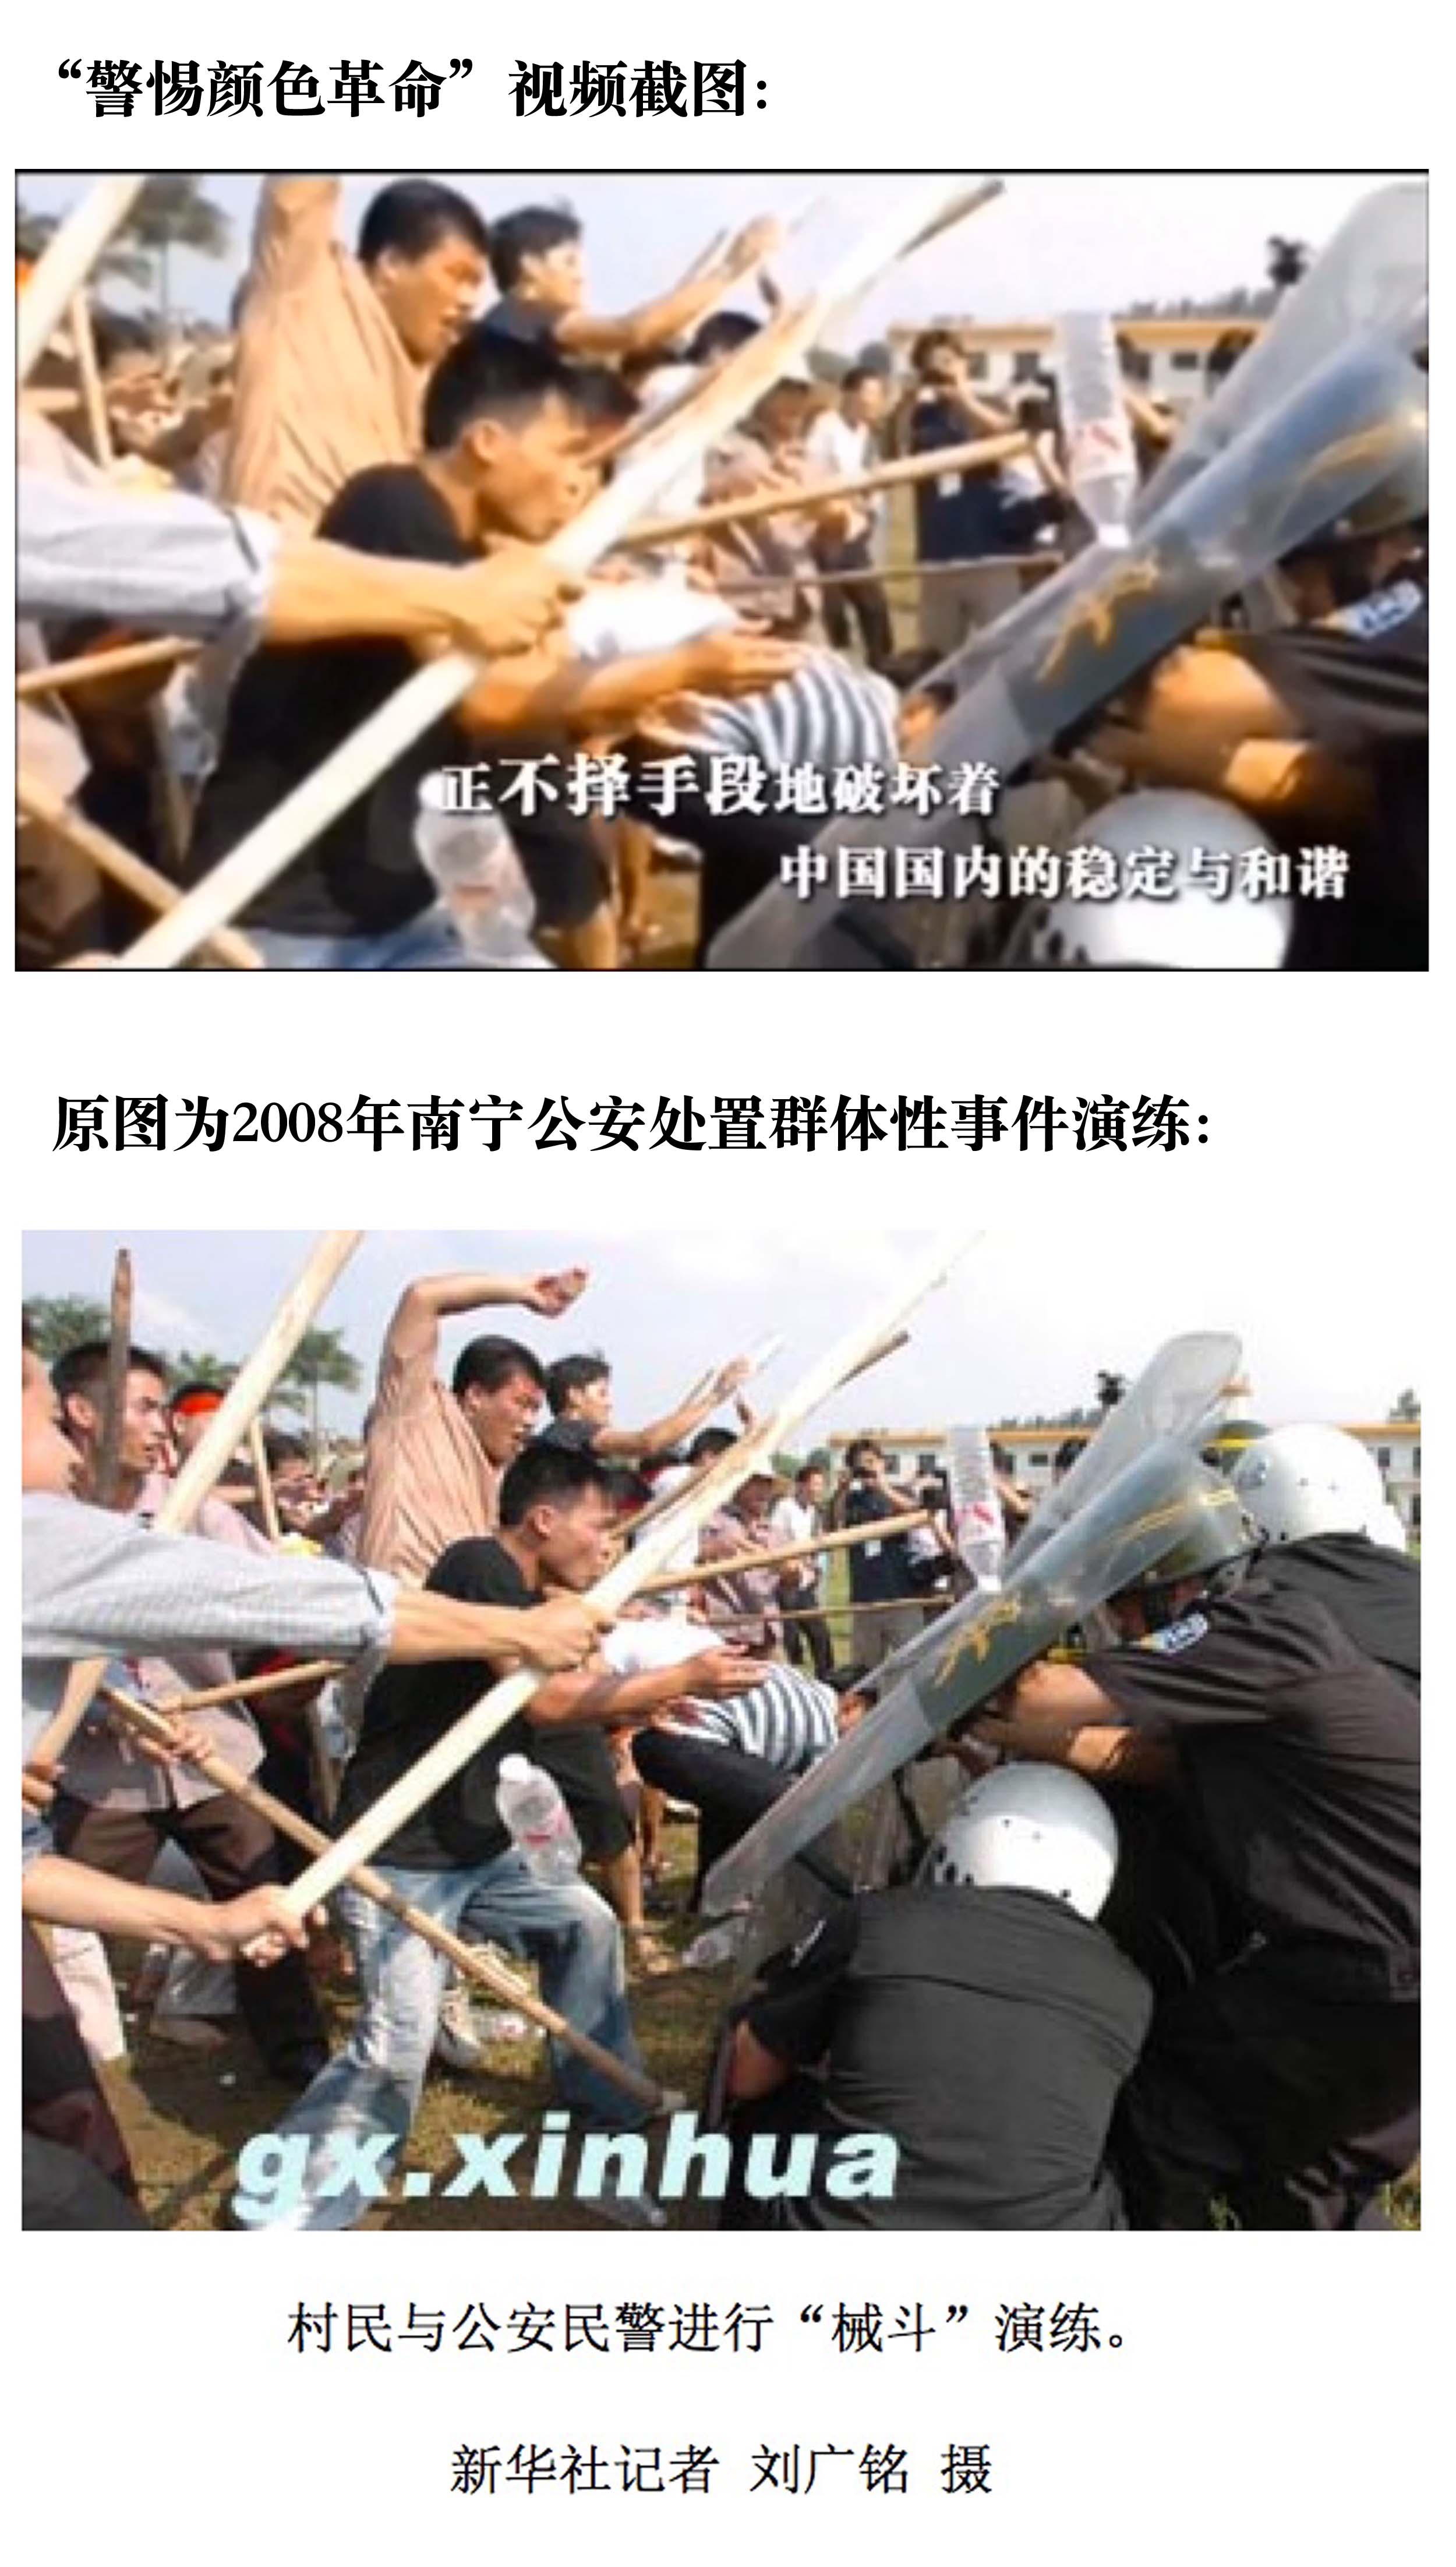 “警惕颜色革命”视频截图：
正不择手段地破坏着
中国国内的稳定与和谐
原图为2008年南宁公安处置群体性事件演练：
gx.xinhua
村民与公安民警进行“械斗”演练。
新华社记者 刘广铭 摄